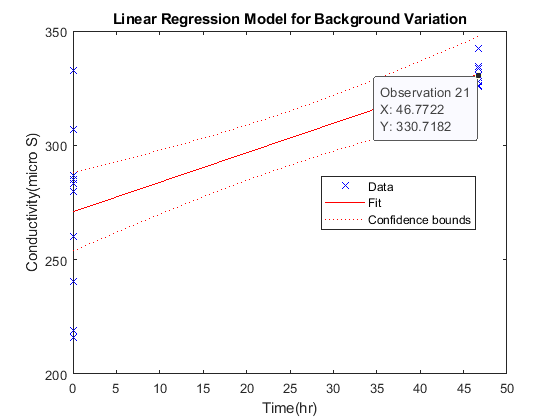 Linear Regression Model for Background Variation
350
300
250
200
Conductivity(micro S)
Observation 21
X: 46.7722
Y: 330.7182
Data
Fit
Confidence bounds
0 5 10 15 20 25 30 35 40 45 50
Time(hr)